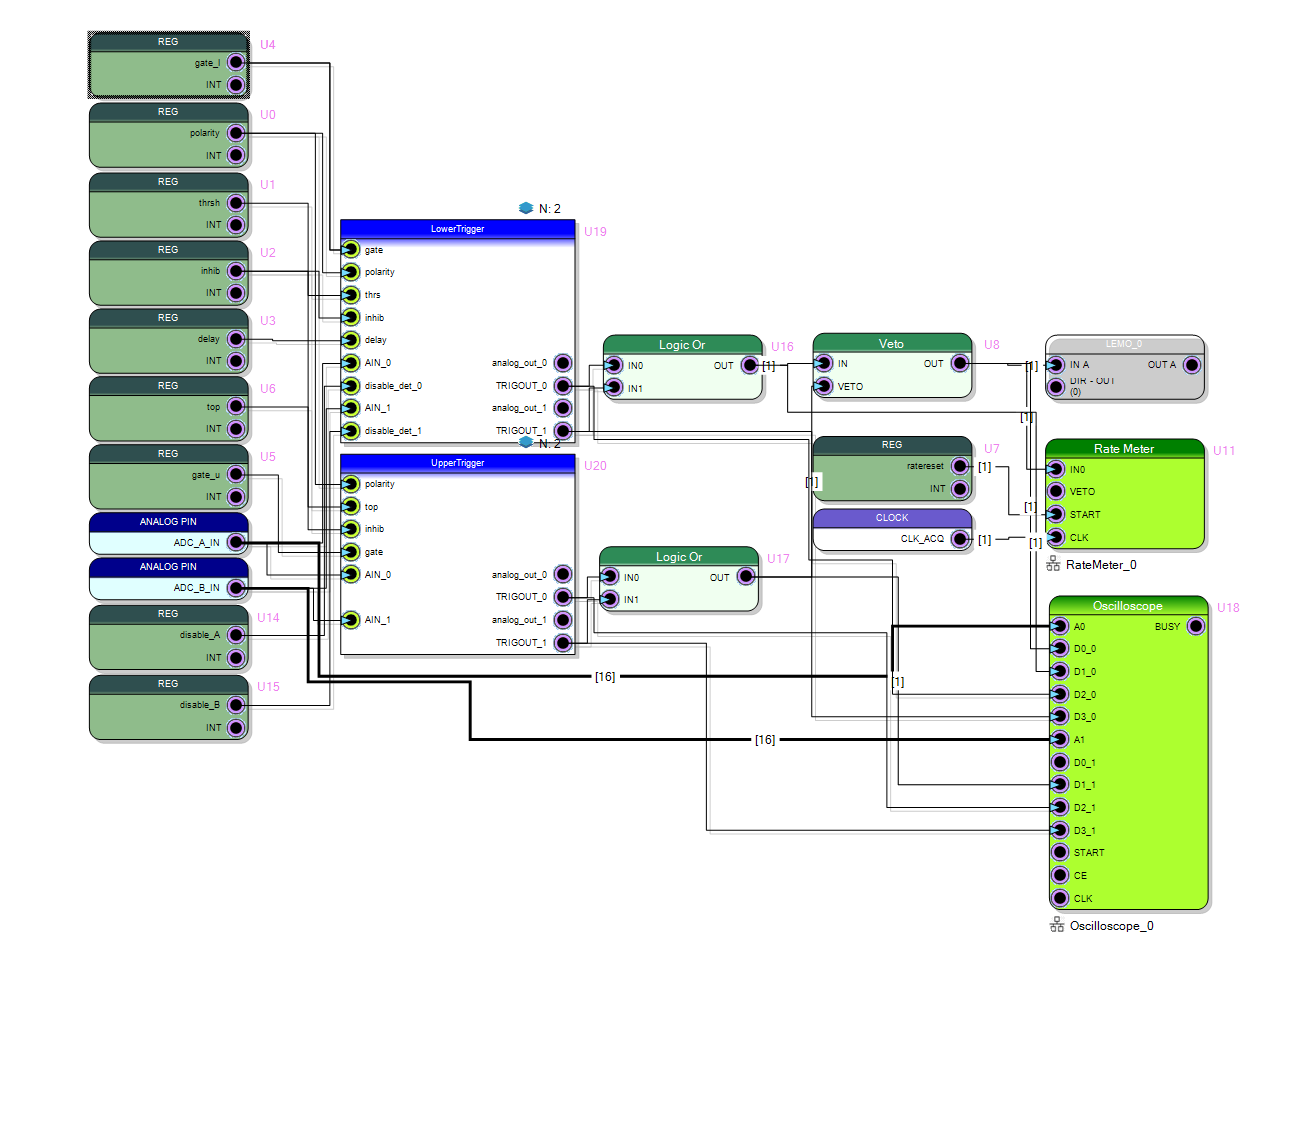 REG
U4
gate_l
INT
REG
U0
polarity
INT
REG
U1
thrsh
INT
REG
U2
inhib
INT
REG
U3
delay
INT
REG
U6
top
INT
REG
U5
gate_u
INT
ANALOG PIN
ADC_A_IN
ANALOG PIN
ADC_B_IN
REG
U14
disable_A
INT
REG
U15
disable_B
INT
N: 2
LowerTrigger
U19
gate
polarity
thrs
inhib
delay
AIN_0
analog_out_0
disable_det_0
TRIGOUT_0
AIN_1
analog_out_1
disable_det_1
TRIGOUT_1
N: 2
UpperTrigger
U20
polarity
top
inhib
gate
AIN_0
analog_out_0
TRIGOUT_0
AIN_1
analog_out_1
TRIGOUT_1
[16]
[16]
Logic Or
U16
IN0
OUT
[1]
IN1
Logic Or
U17
IN0
OUT
IN1
Veto
U8
IN
OUT
VETO
[1]
[1]
REG
U7
ratereset
[1]
INT
[1]
[1]
CLOCK
CLK_ACQ
[1]
[1]
[1]
LEMO_0
IN A
OUT A
DIR - OUT
(0)
Rate Meter
U11
IN0
VETO
START
CLK
RateMeter_0
Oscilloscope
U18
A0
BUSY
D0_0
D1_0
D2_0
D3_0
A1
D0_1
D1_1
D2_1
D3_1
START
CE
CLK
Oscilloscope_0